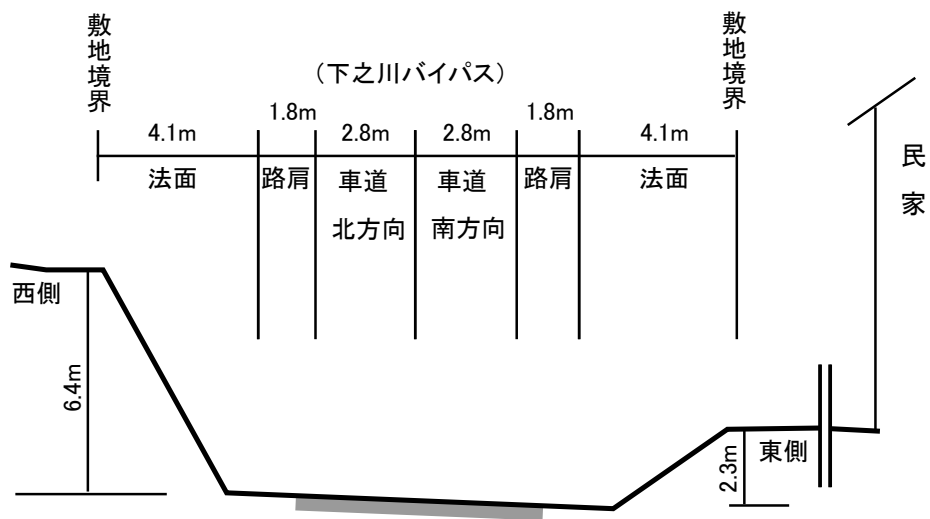 敷地境界
(下之川バイパス)
敷地境界
4.1m
1.8m
2.8m
2.8m
1.8m
4.1m
法面
路肩
車道
北方向
車道
南方向
路肩
法面
民家
西側
6.4m
東側
2.3m